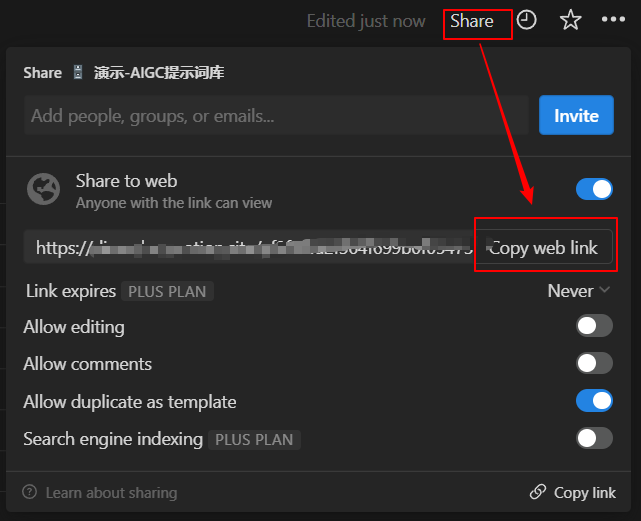 Edited just now Share
Share 演示-AIGC提示词库
Add people, groups, or emails... Invite
Share to web
Anyone with the link can view
https:// Copy web link
Link expires PLUS PLAN Never
Allow editing
Allow comments
Allow duplicate as template
Search engine indexing PLUS PLAN
Learn about sharing Copy link